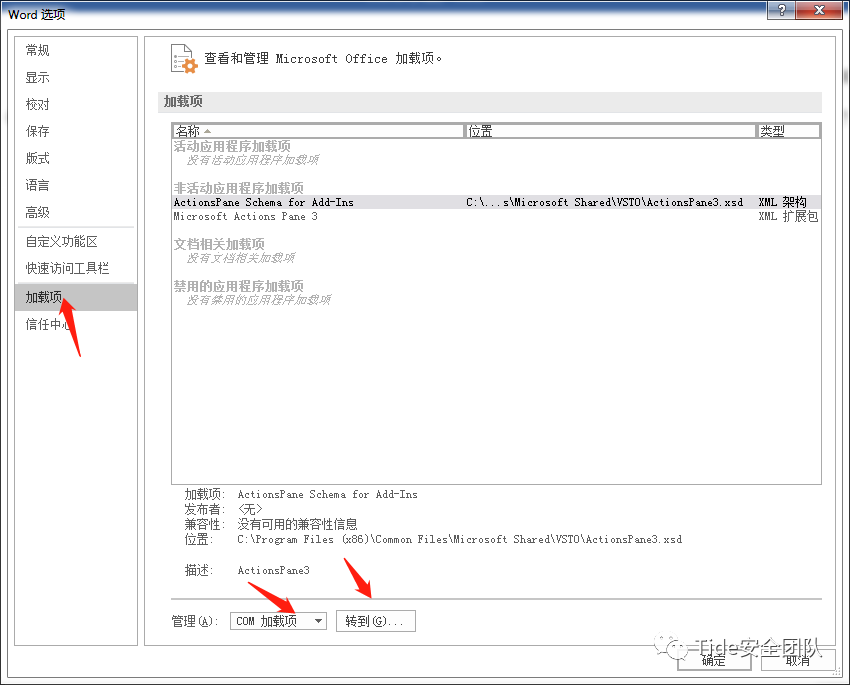 Word 选项
常规
显示
校对
保存
版式
语言
高级
自定义功能区
快速访问工具栏
加载项
信任中心
查看和管理 Microsoft Office 加载项。
加载项
名称 位置 类型
活动应用程序加载项
没有活动应用程序加载项
非活动应用程序加载项
ActionsPane Schema for Add-Ins C:\...s\Microsoft Shared\VSTO\ActionsPane3.xsd XML 架构
Microsoft Actions Pane 3 XML 扩展包
文档相关加载项
没有文档相关加载项
禁用的应用程序加载项
没有禁用的应用程序加载项
加载项: ActionsPane Schema for Add-Ins
发布者: <无>
兼容性: 没有可用的兼容性信息
位置: C:\Program Files (x86)\Common Files\Microsoft Shared\VSTO\ActionsPane3.xsd
描述: ActionsPane3
管理(A): COM 加载项 转到(G)...
Tide安全团队
确定 取消